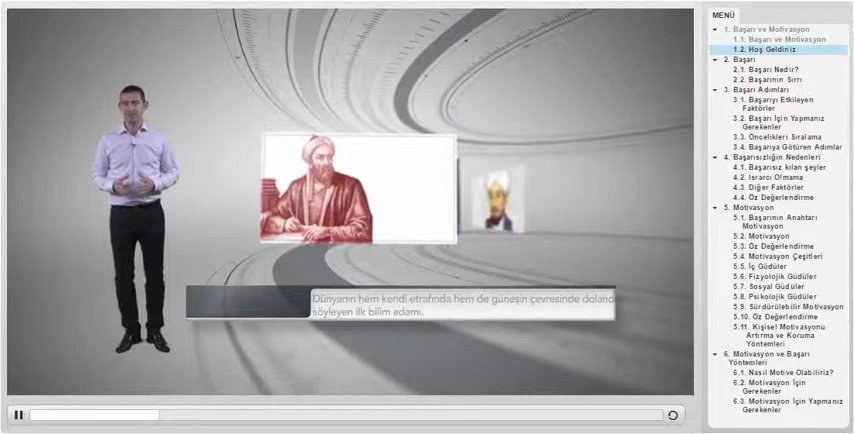 Dünyanın hem kendi etrafında hem de güneşin çevresinde doland
söyleyen ilk bilim adamı.
MENÜ
1. Başarı ve Motivasyon
1.1. Başarı ve Motivasyon
1.2. Hoş Geldiniz
2. Başarı
2.1. Başarı Nedir?
2.2. Başarının Sırrı
3. Başarı Adımları
3.1. Başarıyı Etkileyen
Faktörler
3.2. Başarı İçin Yapmanız
Gerekenler
3.3. Öncelikleri Sıralama
3.4. Başarıya Götüren Adımlar
4. Başarısızlığın Nedenleri
4.1. Başarısız kılan şeyler
4.2. Israrcı Olmama
4.3. Diğer Faktörler
4.4. Öz Değerlendirme
5. Motivasyon
5.1. Başarının Anahtarı
Motivasyon
5.2. Motivasyon
5.3. Öz Değerlendirme
5.4. Motivasyon Çeşitleri
5.5. İç Güdüler
5.6. Fizyolojik Güdüler
5.7. Sosyal Güdüler
5.8. Psikolojik Güdüler
5.9. Sürdürülebilir Motivasyon
5.10. Öz Değerlendirme
5.11. Kişisel Motivasyonu
Artırma ve Koruma
Yöntemleri
6. Motivasyon ve Başarı
Yöntemleri
6.1. Nasıl Motive Olabiliriz?
6.2. Motivasyon İçin
Gerekenler
6.3. Motivasyon İçin Yapmanız
Gerekenler